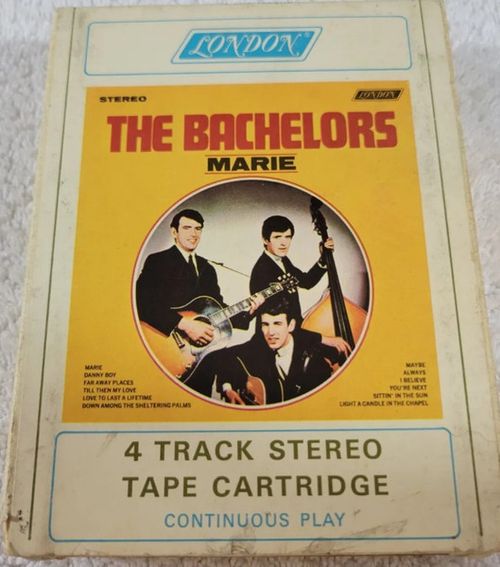 LONDON
STEREO
LONDON
THE BACHELORS
MARIE
MARIE
DANNY BOY
FAR AWAY PLACES
TILL THEN MY LOVE
LOVE TO LAST A LIFETIME
DOWN AMONG THE SHELTERING PALMS
MAYBE
ALWAYS
I BELIEVE
YOU'RE NEXT
SITTIN' IN THE SUN
LIGHT A CANDLE IN THE CHAPEL
4 TRACK STEREO
TAPE CARTRIDGE
CONTINUOUS PLAY